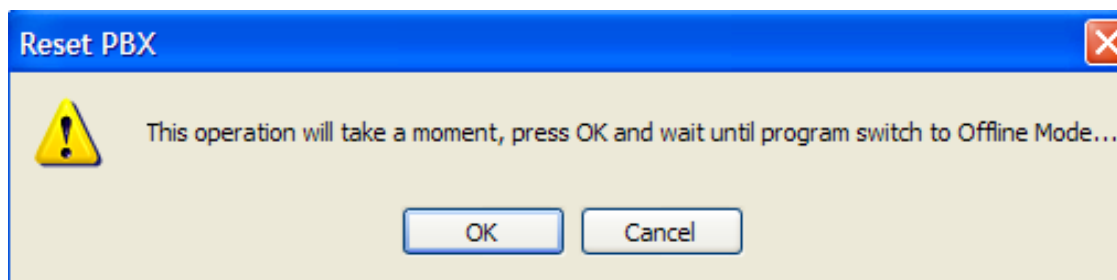 Reset PBX
This operation will take a moment, press OK and wait until program switch to Offline Mode...
OK
Cancel